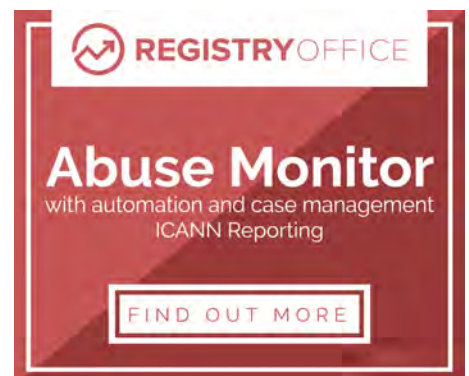 REGISTRYOFFICE
Abuse Monitor
with automation and case management
ICANN Reporting
FIND OUT MORE